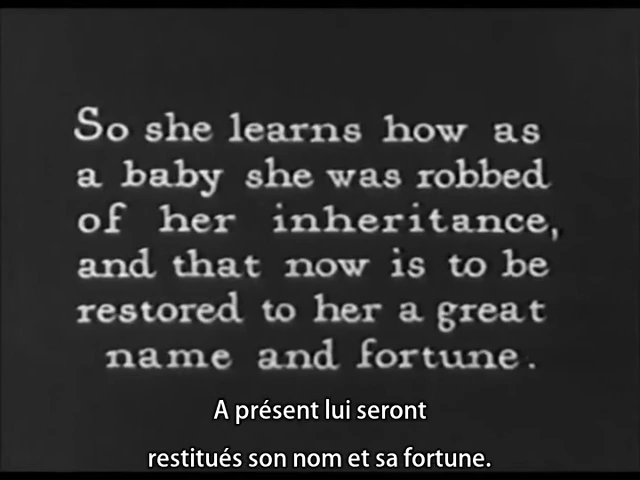 So she learns how as
a baby she was robbed
of her inheritance,
and that now is to be
restored to her a great
name and fortune.
A présent lui seront
restitués son nom et sa fortune.